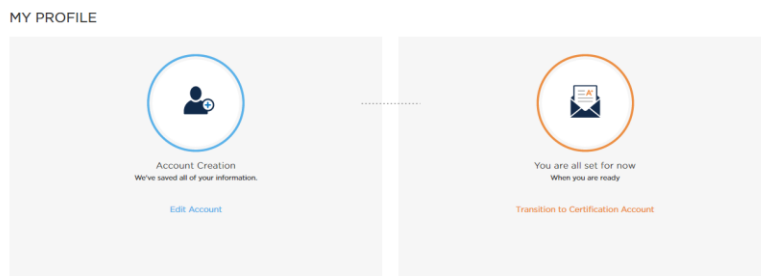 MY PROFILE
Account Creation
We've saved all of your information.
Edit Account
A+
You are all set for now
When you are ready
Transition to Certification Account